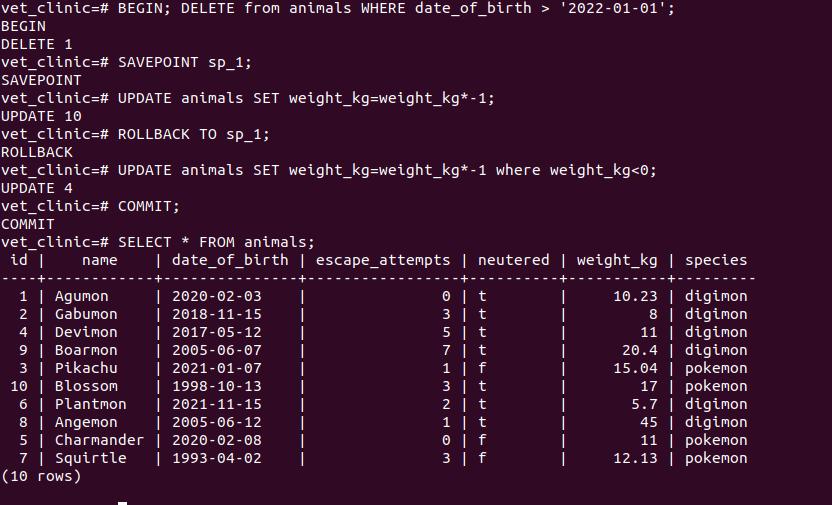 vet_clinic=# BEGIN; DELETE from animals WHERE date_of_birth > '2022-01-01';
BEGIN
DELETE 1
vet_clinic=# SAVEPOINT sp_1;
SAVEPOINT
vet_clinic=# UPDATE animals SET weight_kg=weight_kg*-1;
UPDATE 10
vet_clinic=# ROLLBACK TO sp_1;
ROLLBACK
vet_clinic=# UPDATE animals SET weight_kg=weight_kg*-1 where weight_kg<0;
UPDATE 4
vet_clinic=# COMMIT;
COMMIT
vet_clinic=# SELECT * FROM animals;
 id |    name    | date_of_birth | escape_attempts | neutered | weight_kg | species
----+------------+---------------+-----------------+----------+-----------+---------
  1 | Agumon     | 2020-02-03    |               0 | t        |     10.23 | digimon
  2 | Gabumon    | 2018-11-15    |               3 | t        |         8 | digimon
  4 | Devimon    | 2017-05-12    |               5 | t        |        11 | digimon
  9 | Boarmon    | 2005-06-07    |               7 | t        |      20.4 | digimon
  3 | Pikachu    | 2021-01-07    |               1 | f        |     15.04 | pokemon
 10 | Blossom    | 1998-10-13    |               3 | t        |        17 | pokemon
  6 | Plantmon   | 2021-11-15    |               2 | t        |       5.7 | digimon
  8 | Angemon    | 2005-06-12    |               1 | t        |        45 | digimon
  5 | Charmander | 2020-02-08    |               0 | f        |        11 | pokemon
  7 | Squirtle   | 1993-04-02    |               3 | f        |     12.13 | pokemon
(10 rows)